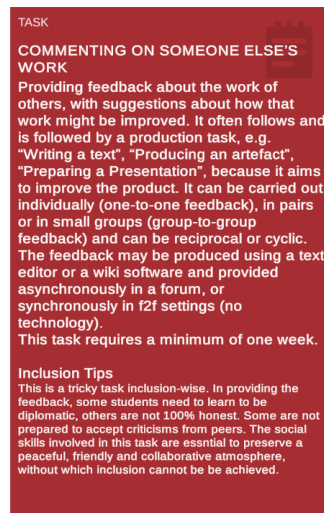 TASK
COMMENTING ON SOMEONE ELSE'S
WORK
Providing feedback about the work of
others, with suggestions about how that
work might be improved. It often follows and
is followed by a production task, e.g.
“Writing a text", “Producing an artefact",
“Preparing a Presentation”, because it aims
to improve the product. It can be carried out
individually (one-to-one feedback), in pairs
or in small groups (group-to-group
feedback) and can be reciprocal or cyclic.
The feedback may be produced using a text
editor or a wiki software and provided
asynchronously in a forum, or
synchronously in f2f settings (no
technology).
This task requires a minimum of one week.
Inclusion Tips
This is a tricky task inclusion-wise. In providing the
feedback, some students need to learn to be
diplomatic, others are not 100% honest. Some are not
prepared to accept criticisms from peers. The social
skills involved in this task are essntial to preserve a
peaceful, friendly and collaborative atmosphere,
without which inclusion cannot be be achieved.